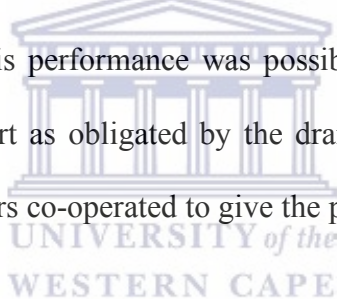 is performance was possib
rt as obligated by the dra
rs co-operated to give the p
UNIVERSITY of the
WESTERN CAPE